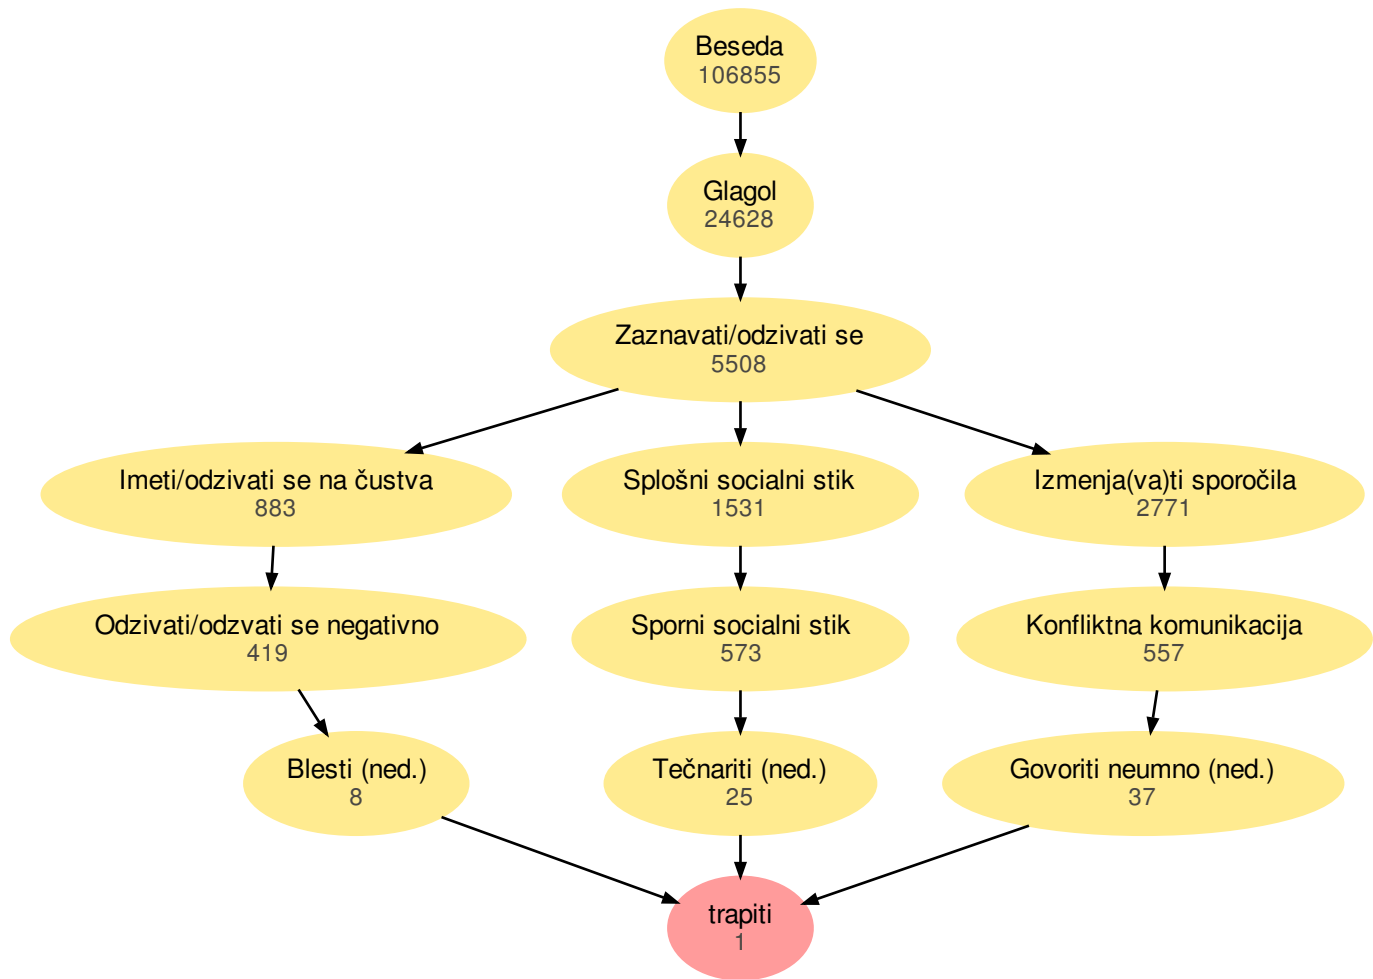 Beseda
106855
Glagol
24628
Zaznavati/odzivati se
5508
Imeti/odzivati se na čustva
883
Splošni socialni stik
1531
Izmenja(va)ti sporočila
2771
Odzivati/odzvati se negativno
419
Sporni socialni stik
573
Konfliktna komunikacija
557
Blesti (ned.)
8
Tečnariti (ned.)
25
Govoriti neumno (ned.)
37
trapiti
1